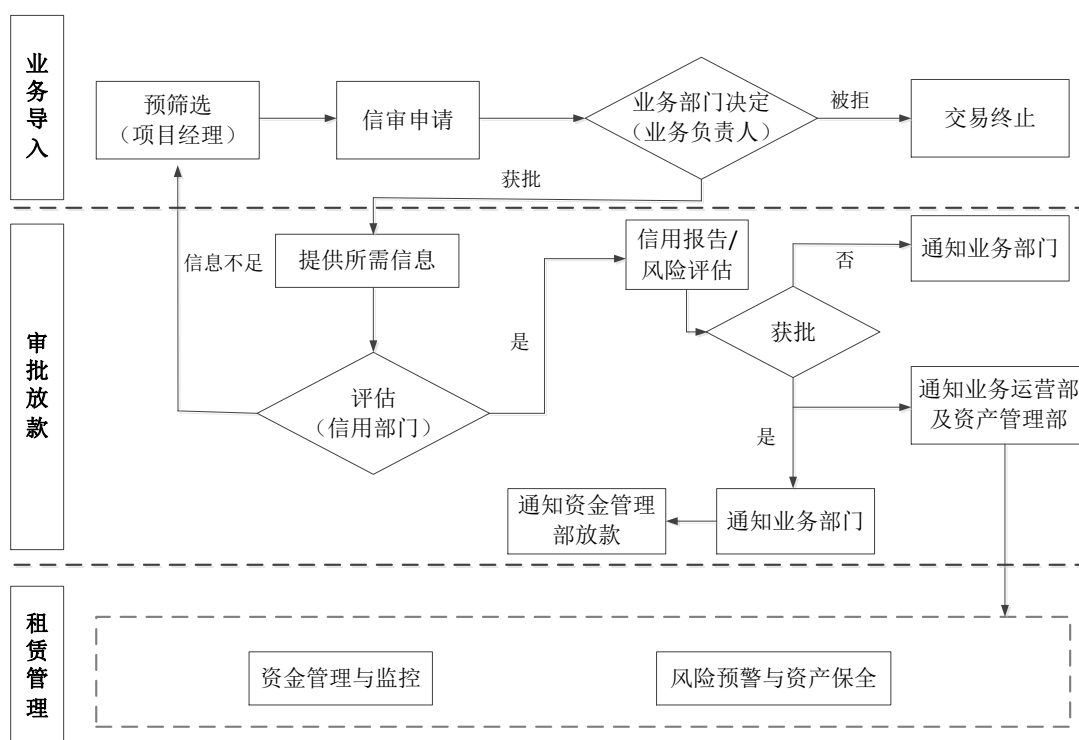 业务导入
预筛选
（项目经理）
信审申请
业务部门决定
（业务负责人）
被拒
交易终止
获批
审批放款
提供所需信息
信息不足
评估
（信用部门）
是
信用报告/
风险评估
获批
否
通知业务部门
通知业务运营部
及资产管理部
是
通知业务部门
通知资金管理
部放款
租赁管理
资金管理与监控
风险预警与资产保全